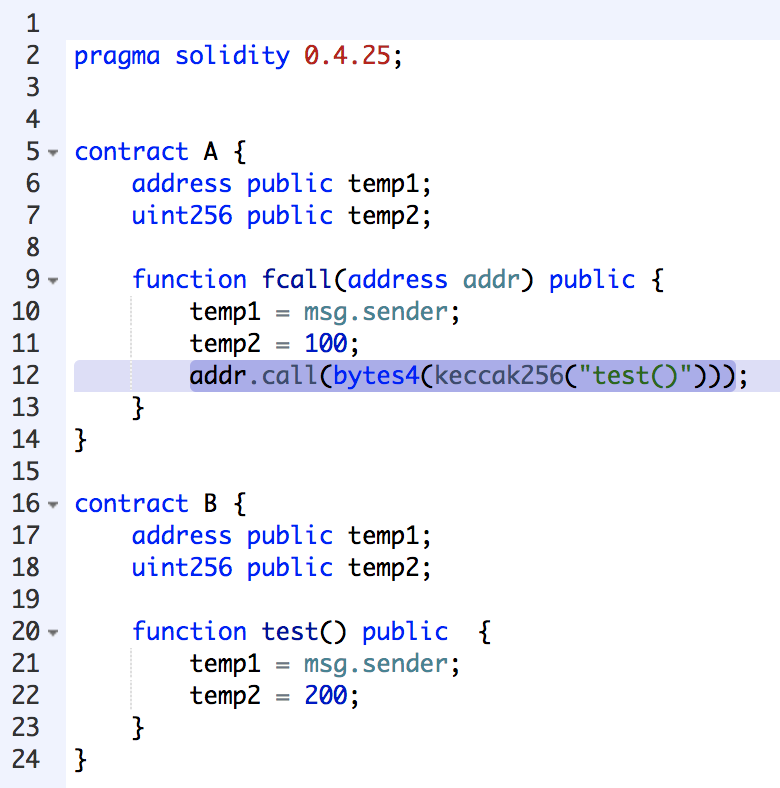 1
2 pragma solidity 0.4.25;
3
4
5 contract A {
6     address public temp1;
7     uint256 public temp2;
8
9     function fcall(address addr) public {
10         temp1 = msg.sender;
11         temp2 = 100;
12         addr.call(bytes4(keccak256("test()")));
13     }
14 }
15
16 contract B {
17     address public temp1;
18     uint256 public temp2;
19
20     function test() public  {
21         temp1 = msg.sender;
22         temp2 = 200;
23     }
24 }